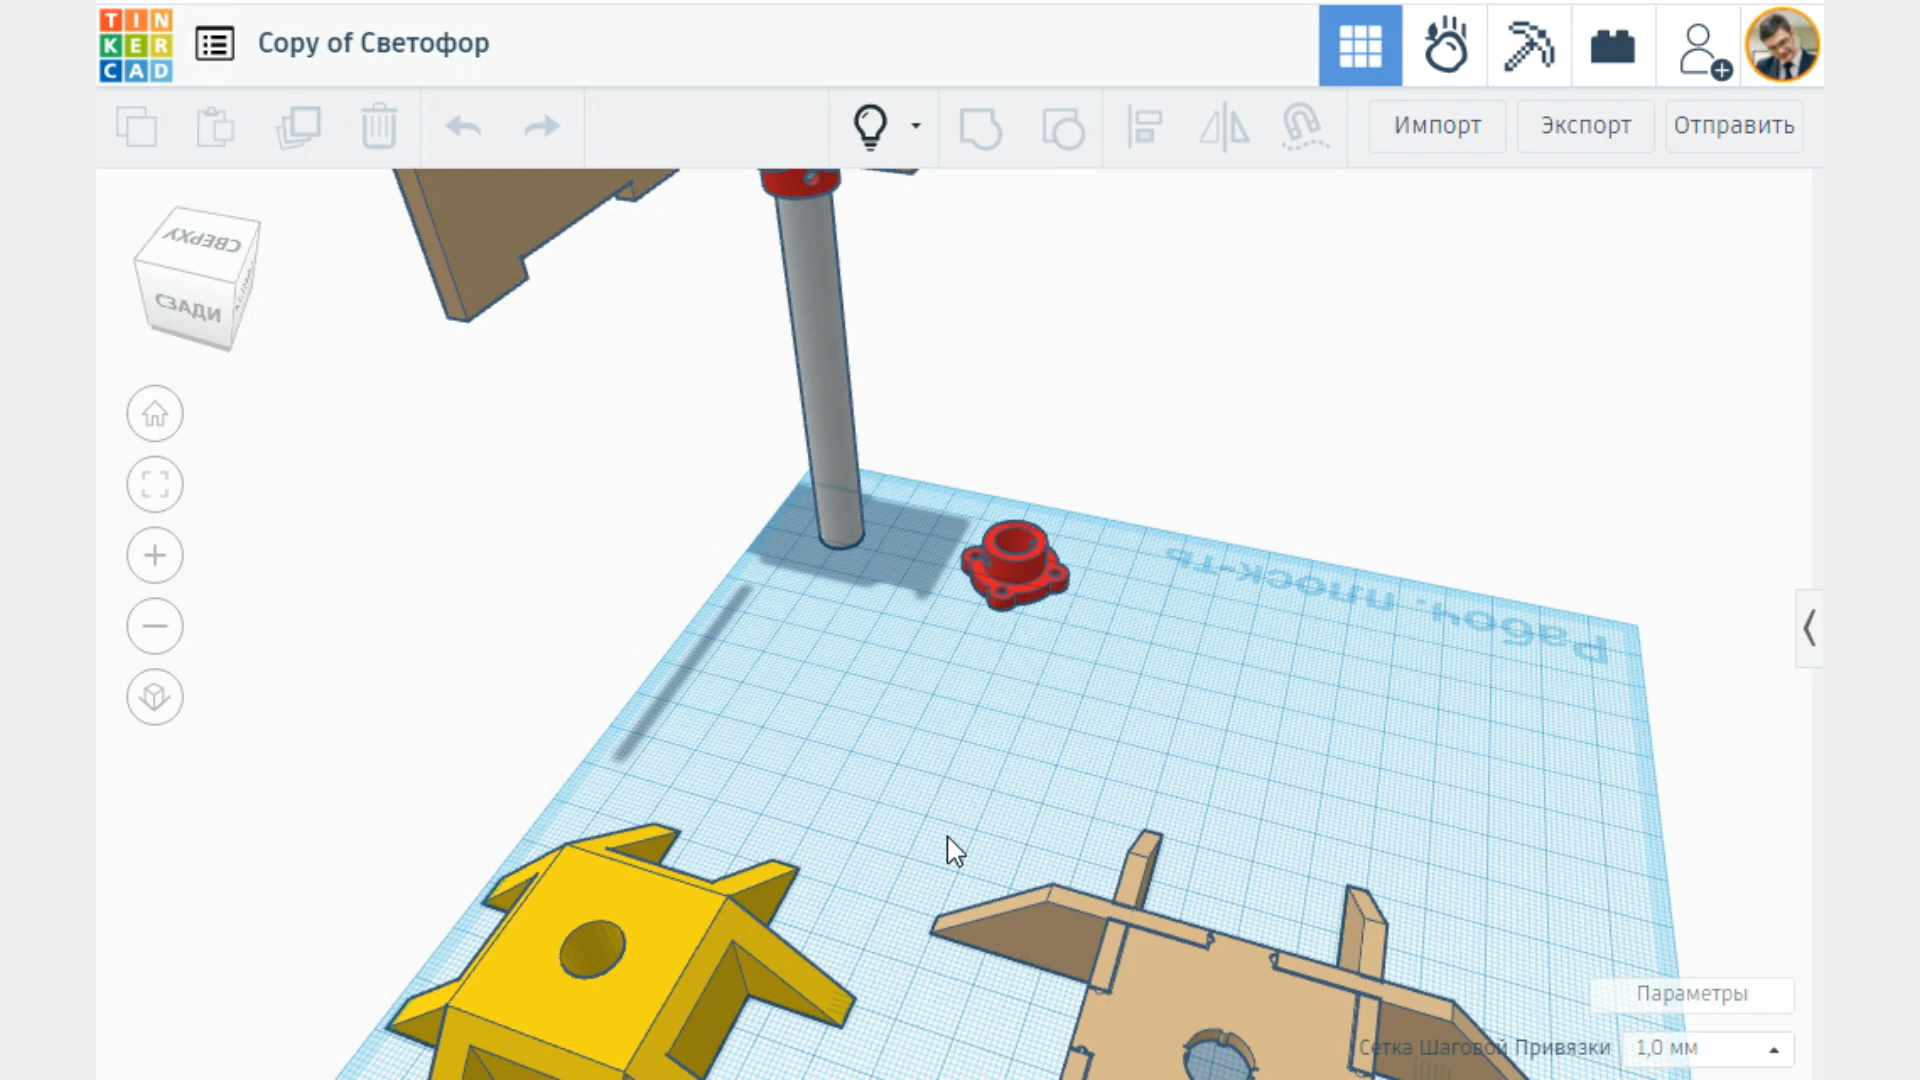 TIN
KER
CAD
Copy of Светофор
Импорт
Экспорт
Отправить
СВЕРХУ
СЗАДИ
Рабоч. плоск-ть
Параметры
Сетка Шаговой Привязки
1,0 мм